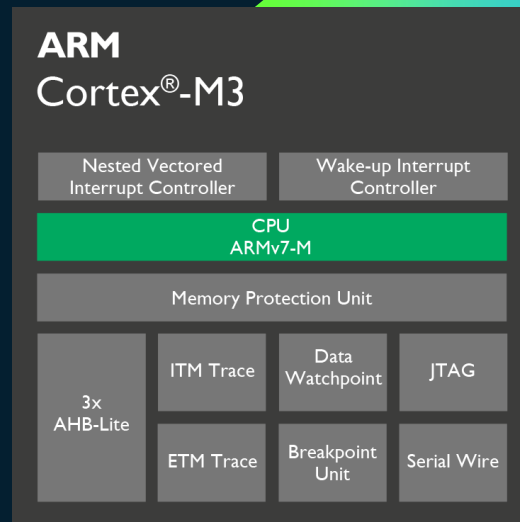 ARM
Cortex®-M3
Nested Vectored
Interrupt Controller
Wake-up Interrupt
Controller
CPU
ARMv7-M
Memory Protection Unit
3x
AHB-Lite
ITM Trace
Data
Watchpoint
JTAG
ETM Trace
Breakpoint
Unit
Serial Wire